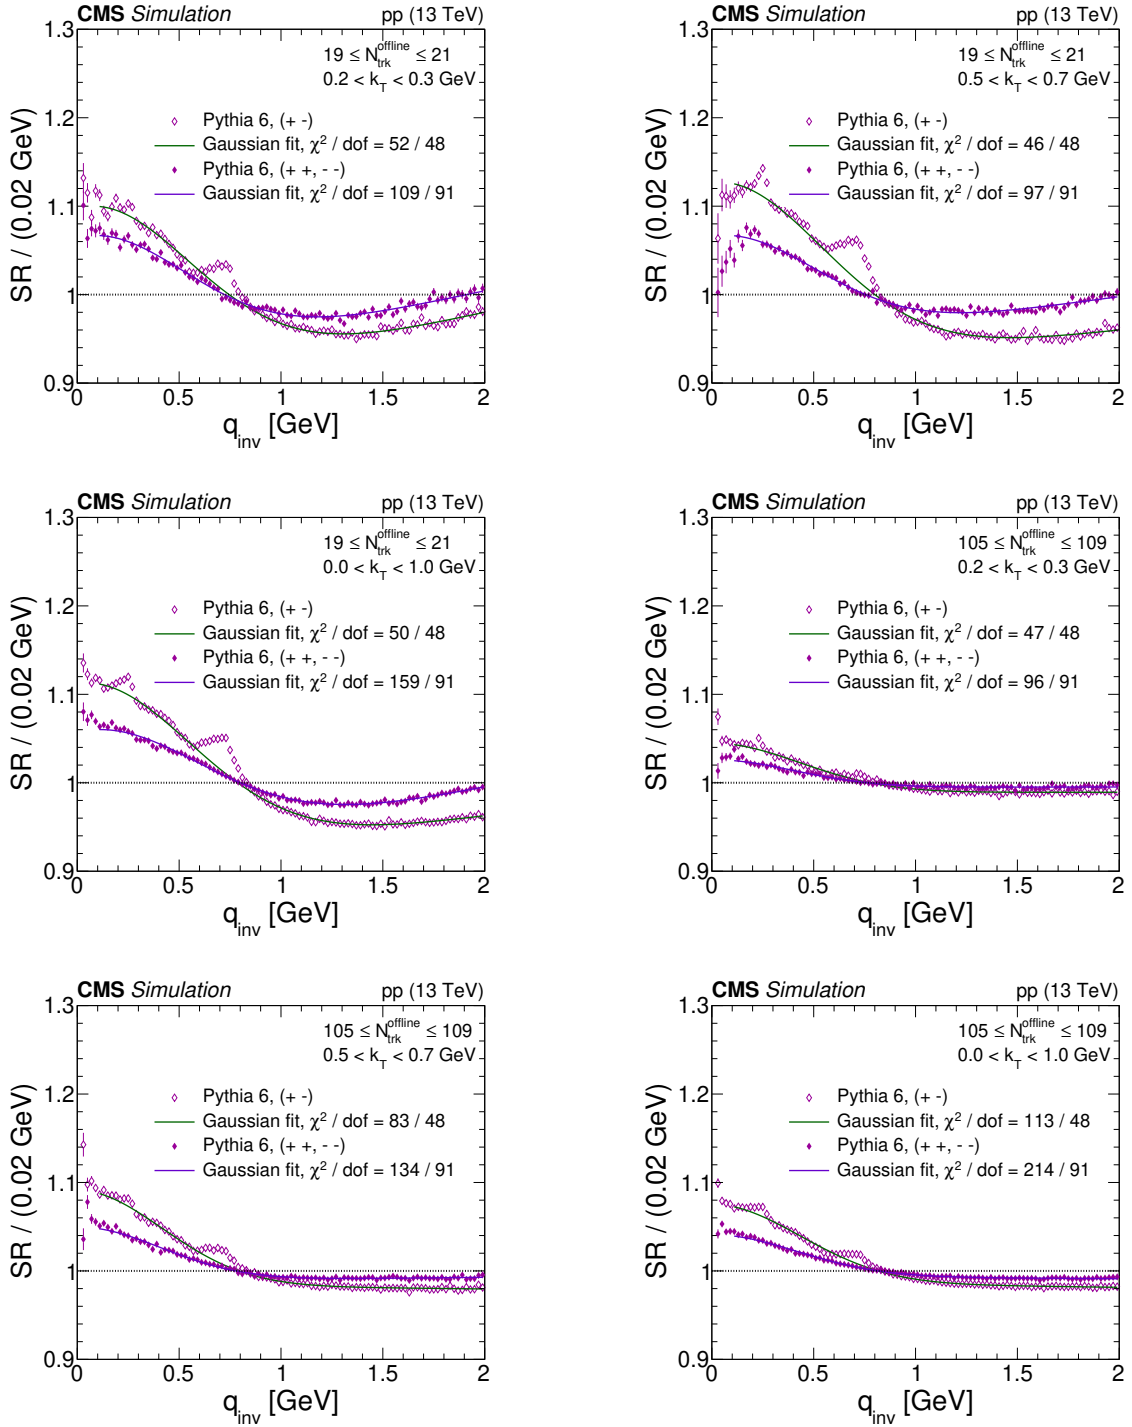 CMS Simulation pp (13 TeV)
19 ≤ N_trk^offline ≤ 21
0.2 < k_T < 0.3 GeV
Pythia 6, (+ -)
Gaussian fit, χ² / dof = 52 / 48
Pythia 6, (+ +, - -)
Gaussian fit, χ² / dof = 109 / 91
SR / (0.02 GeV)
1.3
1.2
1.1
1
0.9
0 0.5 1 1.5 2
q_inv [GeV]
CMS Simulation pp (13 TeV)
19 ≤ N_trk^offline ≤ 21
0.5 < k_T < 0.7 GeV
Pythia 6, (+ -)
Gaussian fit, χ² / dof = 46 / 48
Pythia 6, (+ +, - -)
Gaussian fit, χ² / dof = 97 / 91
SR / (0.02 GeV)
1.3
1.2
1.1
1
0.9
0 0.5 1 1.5 2
q_inv [GeV]
CMS Simulation pp (13 TeV)
19 ≤ N_trk^offline ≤ 21
0.0 < k_T < 1.0 GeV
Pythia 6, (+ -)
Gaussian fit, χ² / dof = 50 / 48
Pythia 6, (+ +, - -)
Gaussian fit, χ² / dof = 159 / 91
SR / (0.02 GeV)
1.3
1.2
1.1
1
0.9
0 0.5 1 1.5 2
q_inv [GeV]
CMS Simulation pp (13 TeV)
105 ≤ N_trk^offline ≤ 109
0.2 < k_T < 0.3 GeV
Pythia 6, (+ -)
Gaussian fit, χ² / dof = 47 / 48
Pythia 6, (+ +, - -)
Gaussian fit, χ² / dof = 96 / 91
SR / (0.02 GeV)
1.3
1.2
1.1
1
0.9
0 0.5 1 1.5 2
q_inv [GeV]
CMS Simulation pp (13 TeV)
105 ≤ N_trk^offline ≤ 109
0.5 < k_T < 0.7 GeV
Pythia 6, (+ -)
Gaussian fit, χ² / dof = 83 / 48
Pythia 6, (+ +, - -)
Gaussian fit, χ² / dof = 134 / 91
SR / (0.02 GeV)
1.3
1.2
1.1
1
0.9
0 0.5 1 1.5 2
q_inv [GeV]
CMS Simulation pp (13 TeV)
105 ≤ N_trk^offline ≤ 109
0.0 < k_T < 1.0 GeV
Pythia 6, (+ -)
Gaussian fit, χ² / dof = 113 / 48
Pythia 6, (+ +, - -)
Gaussian fit, χ² / dof = 214 / 91
SR / (0.02 GeV)
1.3
1.2
1.1
1
0.9
0 0.5 1 1.5 2
q_inv [GeV]